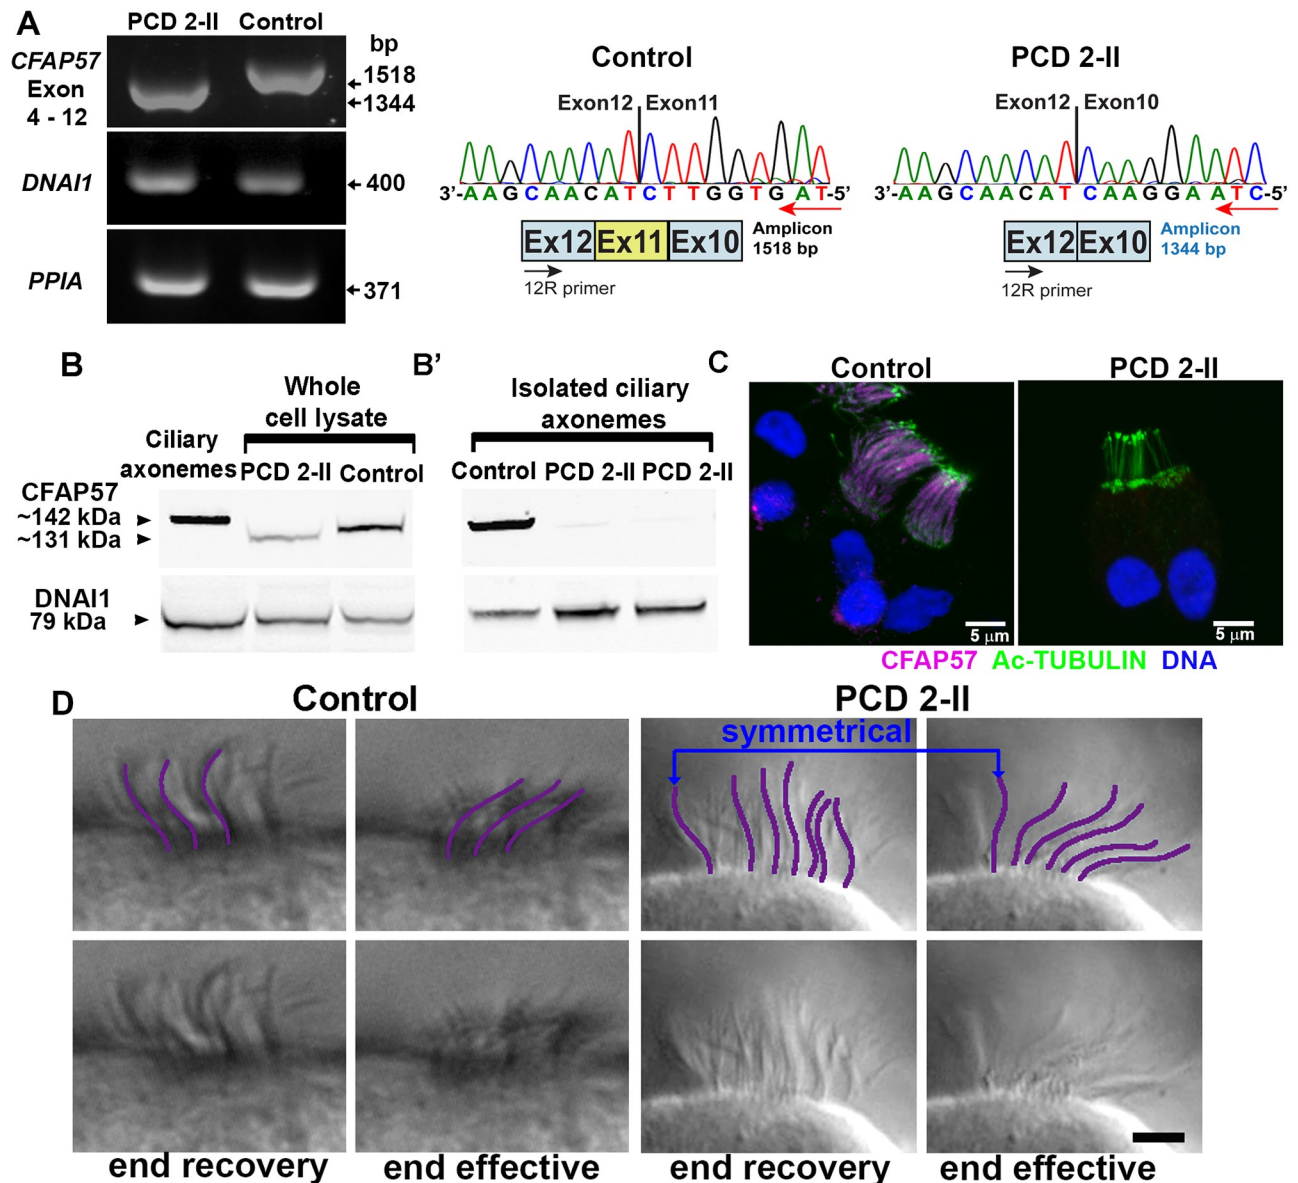 A
PCD 2-II Control
bp
CFAP57
Exon
4 - 12
1518
1344
DNAI1
400
PPIA
371
Control
Exon12 Exon11
3'-AAGCAACATCTTGGTGAT-5'
Ex12 Ex11 Ex10
Amplicon
1518 bp
12R primer
PCD 2-II
Exon12 Exon10
3'-AAGCAACATCAAGGAATC-5'
Ex12 Ex10
Amplicon
1344 bp
12R primer
B
Whole
cell lysate
Ciliary
axonemes
PCD 2-II Control
CFAP57
~142 kDa
~131 kDa
DNAI1
79 kDa
B'
Isolated ciliary
axonemes
Control PCD 2-II PCD 2-II
C
Control PCD 2-II
5 μm 5 μm
CFAP57 Ac-TUBULIN DNA
D
Control PCD 2-II
symmetrical
end recovery end effective end recovery end effective